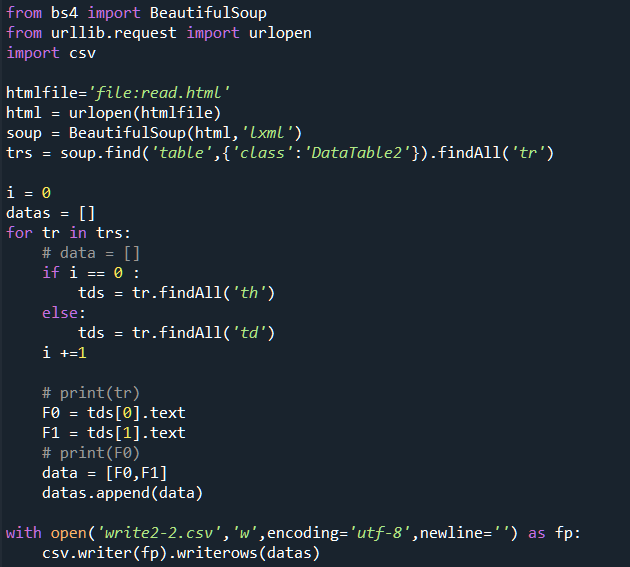 from bs4 import BeautifulSoup
from urllib.request import urlopen
import csv

htmlfile='file:read.html'
html = urlopen(htmlfile)
soup = BeautifulSoup(html,'lxml')
trs = soup.find('table',{'class':'DataTable2'}).findAll('tr')

i = 0
datas = []
for tr in trs:
    # data = []
    if i == 0 :
        tds = tr.findAll('th')
    else:
        tds = tr.findAll('td')
    i +=1

    # print(tr)
    F0 = tds[0].text
    F1 = tds[1].text
    # print(F0)
    data = [F0,F1]
    datas.append(data)

with open('write2-2.csv','w',encoding='utf-8',newline='') as fp:
    csv.writer(fp).writerows(datas)